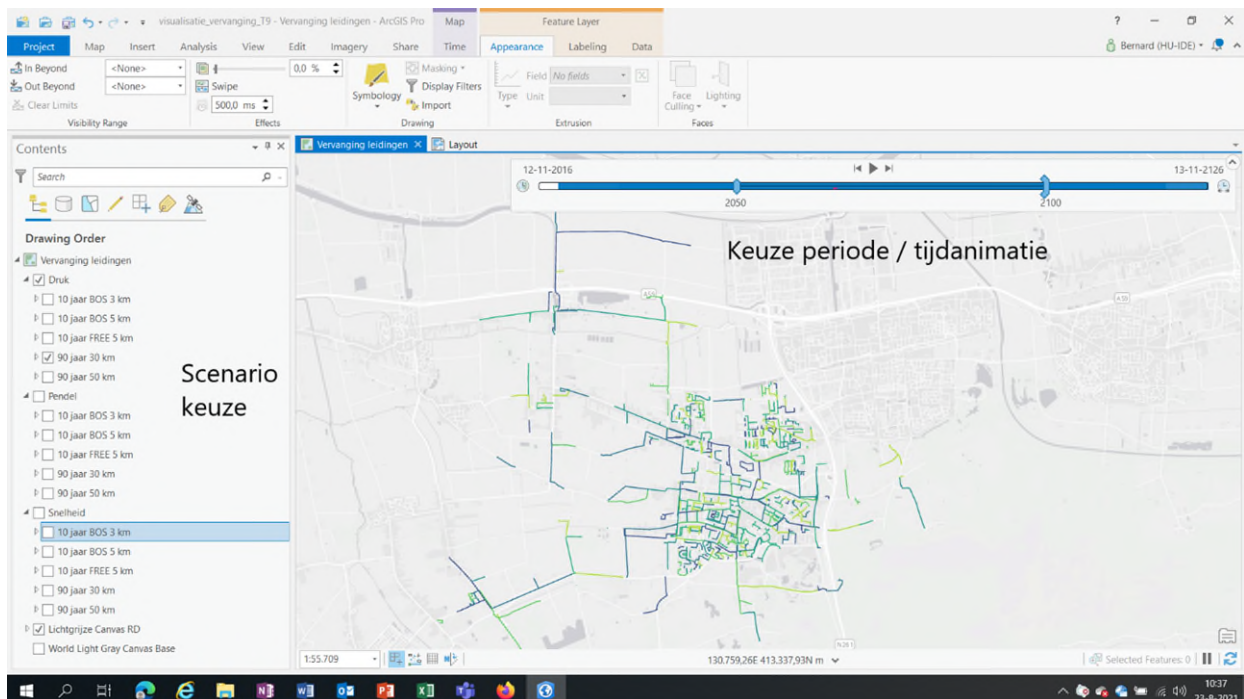 visualisatie_vervanging_T9 - Vervanging leidingen - ArcGIS Pro
Map
Feature Layer
?
Project
Map
Insert
Analysis
View
Edit
Imagery
Share
Time
Appearance
Labeling
Data
Bernard (HU-IDE)
In Beyond
<None>
0,0 %
Masking
Field
No fields
Out Beyond
<None>
Swipe
Symbology
Display Filters
Type
Unit
Face
Culling
Lighting
Clear Limits
500,0 ms
Import
Visibility Range
Effects
Drawing
Extrusion
Faces
Contents
Vervanging leidingen
Layout
Search
12-11-2016
13-11-2126
2050
2100
Keuze periode / tijdanimatie
Drawing Order
Vervanging leidingen
Druk
10 jaar BOS 3 km
10 jaar BOS 5 km
10 jaar FREE 5 km
90 jaar 30 km
90 jaar 50 km
Scenario
keuze
Pendel
10 jaar BOS 3 km
10 jaar BOS 5 km
10 jaar FREE 5 km
90 jaar 30 km
90 jaar 50 km
Snelheid
10 jaar BOS 3 km
10 jaar BOS 5 km
10 jaar FREE 5 km
90 jaar 30 km
90 jaar 50 km
Lichtgrijze Canvas RD
World Light Gray Canvas Base
A59
N261
1:55.709
130.759,26E 413.337,93N m
Selected Features: 0
10:37
23-8-2021